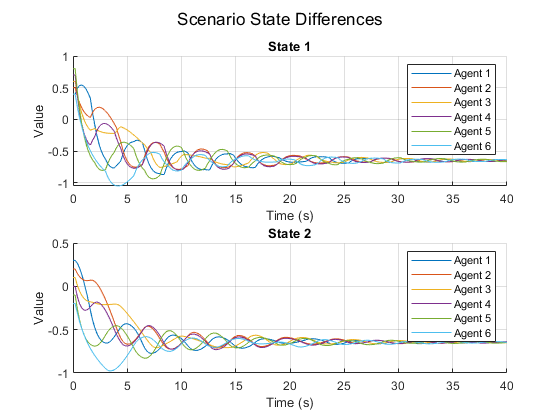 Scenario State Differences
State 1
Value
1
0.5
0
-0.5
-1
0 5 10 15 20 25 30 35 40
Time (s)
Agent 1
Agent 2
Agent 3
Agent 4
Agent 5
Agent 6
State 2
Value
0.5
0
-0.5
-1
0 5 10 15 20 25 30 35 40
Time (s)
Agent 1
Agent 2
Agent 3
Agent 4
Agent 5
Agent 6